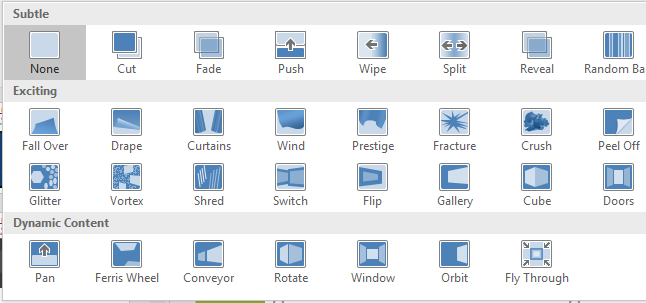 Subtle
None Cut Fade Push Wipe Split Reveal Random Ba
Exciting
Fall Over Drape Curtains Wind Prestige Fracture Crush Peel Off
Glitter Vortex Shred Switch Flip Gallery Cube Doors
Dynamic Content
Pan Ferris Wheel Conveyor Rotate Window Orbit Fly Through